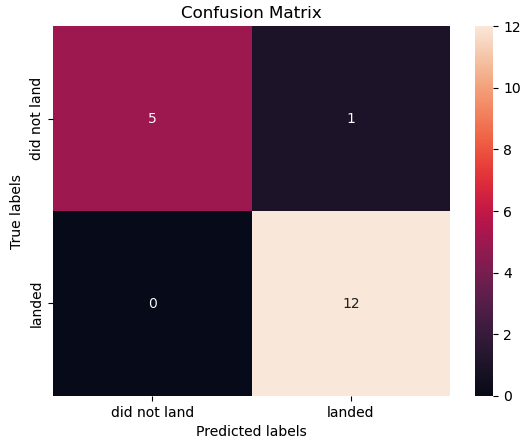 Confusion Matrix
True labels
did not land
landed
5
1
0
12
did not land
landed
Predicted labels
12
10
8
6
4
2
0